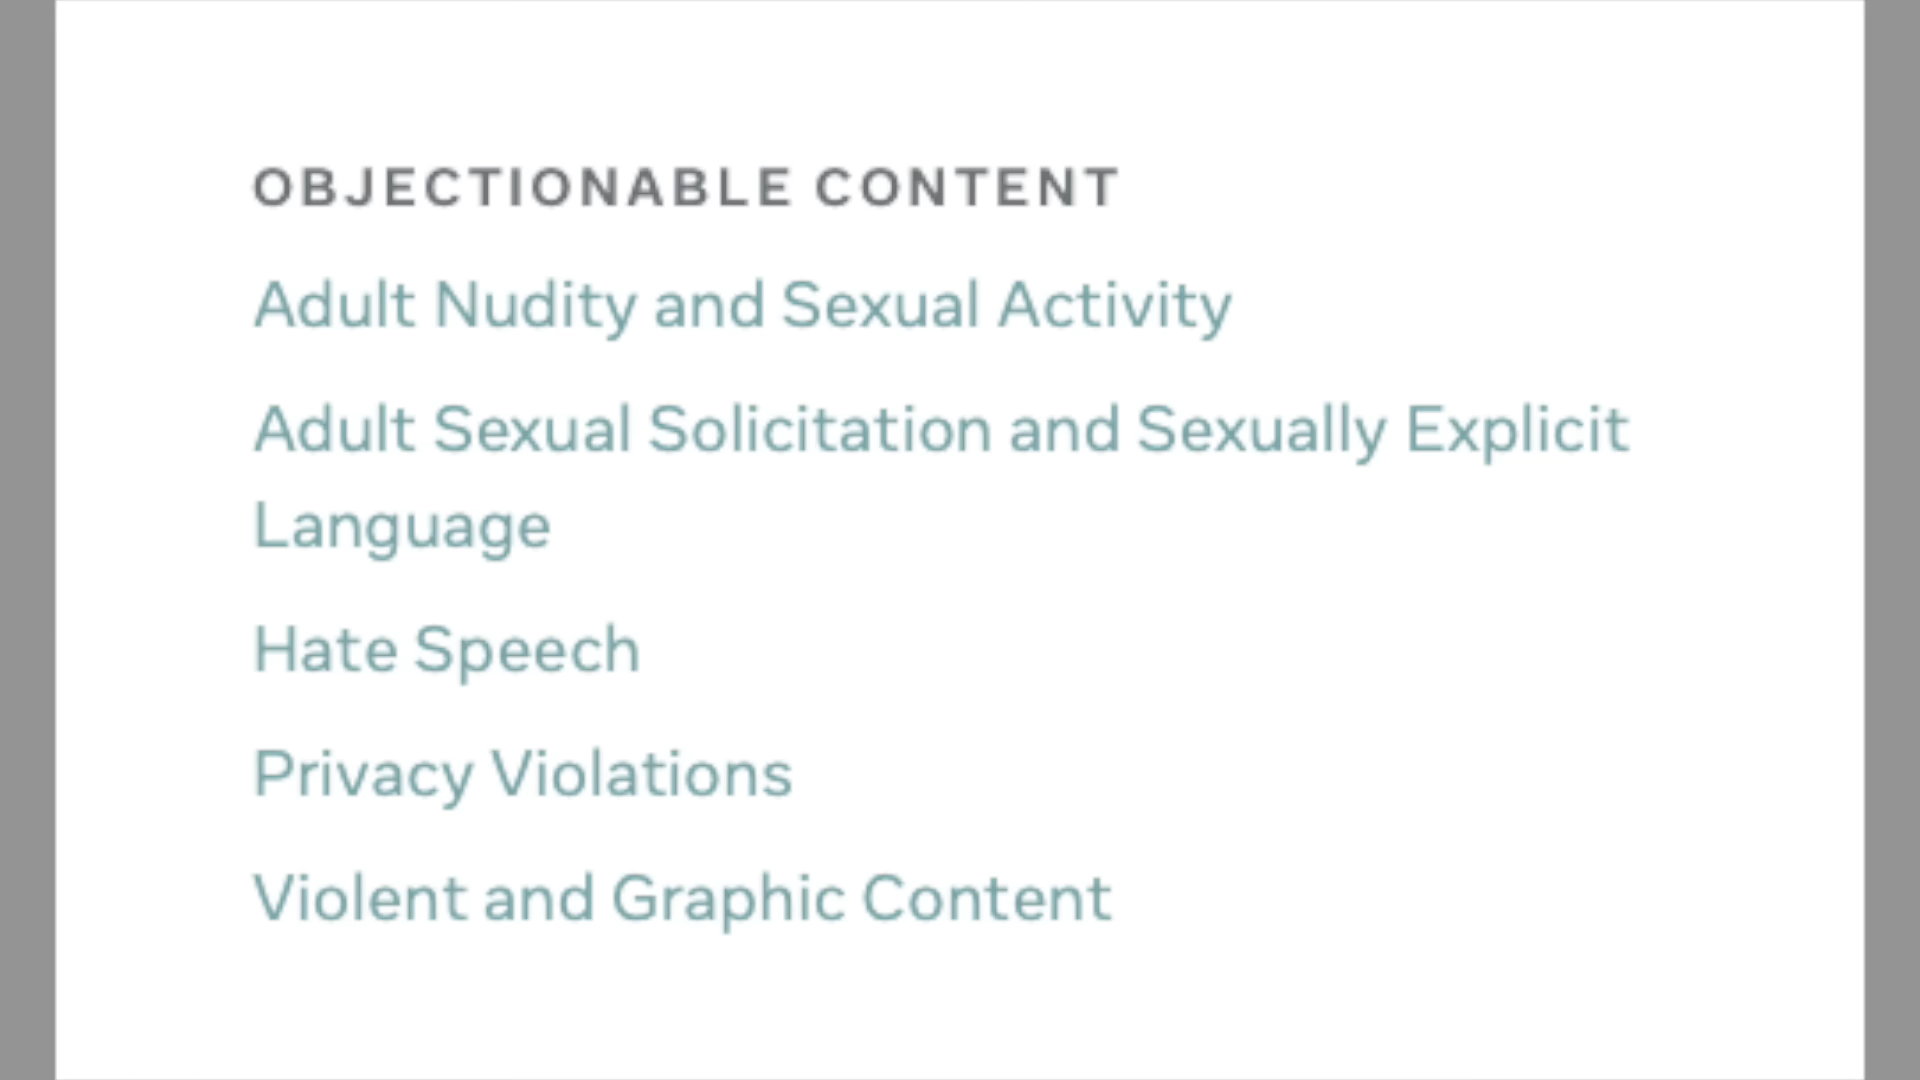 OBJECTIONABLE CONTENT
Adult Nudity and Sexual Activity
Adult Sexual Solicitation and Sexually Explicit
Language
Hate Speech
Privacy Violations
Violent and Graphic Content